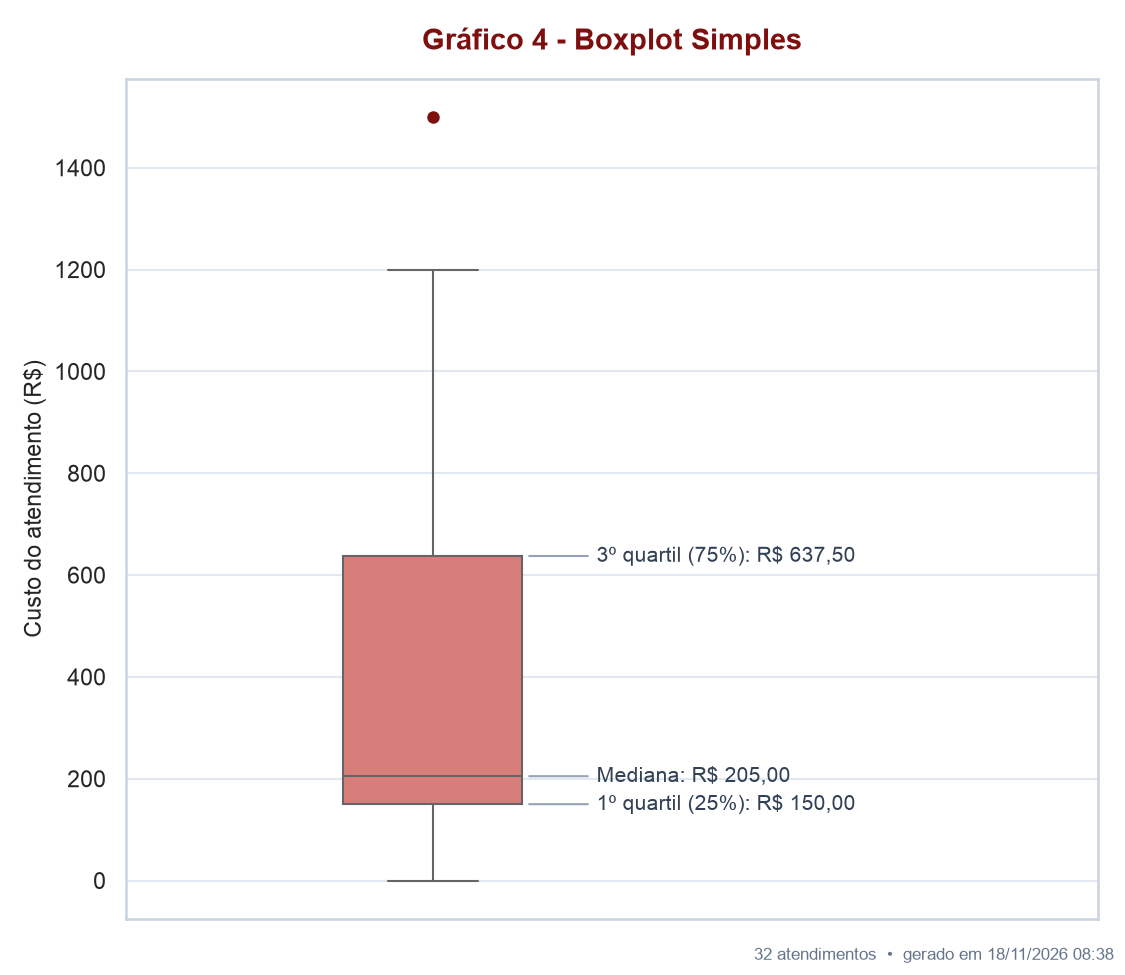 Gráfico 4 - Boxplot Simples
Custo do atendimento (R$)
1400
1200
1000
800
600
400
200
0
3º quartil (75%): R$ 637,50
Mediana: R$ 205,00
1º quartil (25%): R$ 150,00
32 atendimentos • gerado em 18/11/2026 08:38